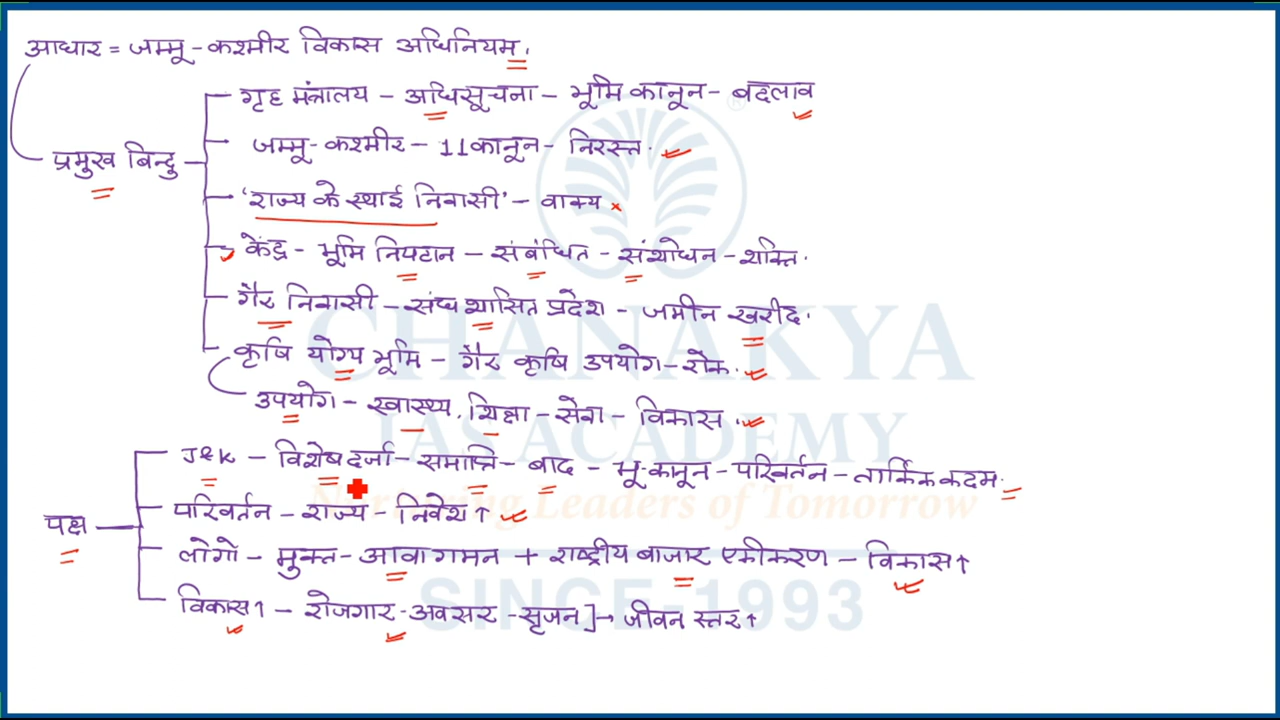 आधार = जम्मू-कश्मीर विकास अधिनियम.
गृह मंत्रालय - अधिसूचना - भूमि कानून - बदलाव
प्रमुख बिन्दु
जम्मू-कश्मीर - 11 कानून - निरस्त.
'राज्य के स्थाई निवासी' - वाक्य ×
केंद्र - भूमि निपटान - संबंधित - संशोधन - शक्ति.
गैर निवासी - संघ शासित प्रदेश - जमीन खरीद.
कृषि योग्य भूमि - गैर कृषि उपयोग - रोक.
उपयोग - स्वास्थ्य, शिक्षा - सेवा - विकास.
J&K - विशेष दर्जा - समाप्ति - बाद - भू-कानून - परिवर्तन - तार्किक कदम.
पक्ष
परिवर्तन - राज्य - निवेश ↑
लोगो - मुक्त - आवागमन + राष्ट्रीय बाजार एकीकरण - विकास ↑
विकास ↑ - रोजगार - अवसर - सृजन ] → जीवन स्तर ↑
CHANAKYA
IAS ACADEMY
Nurturing Leaders of Tomorrow
SINCE-1993